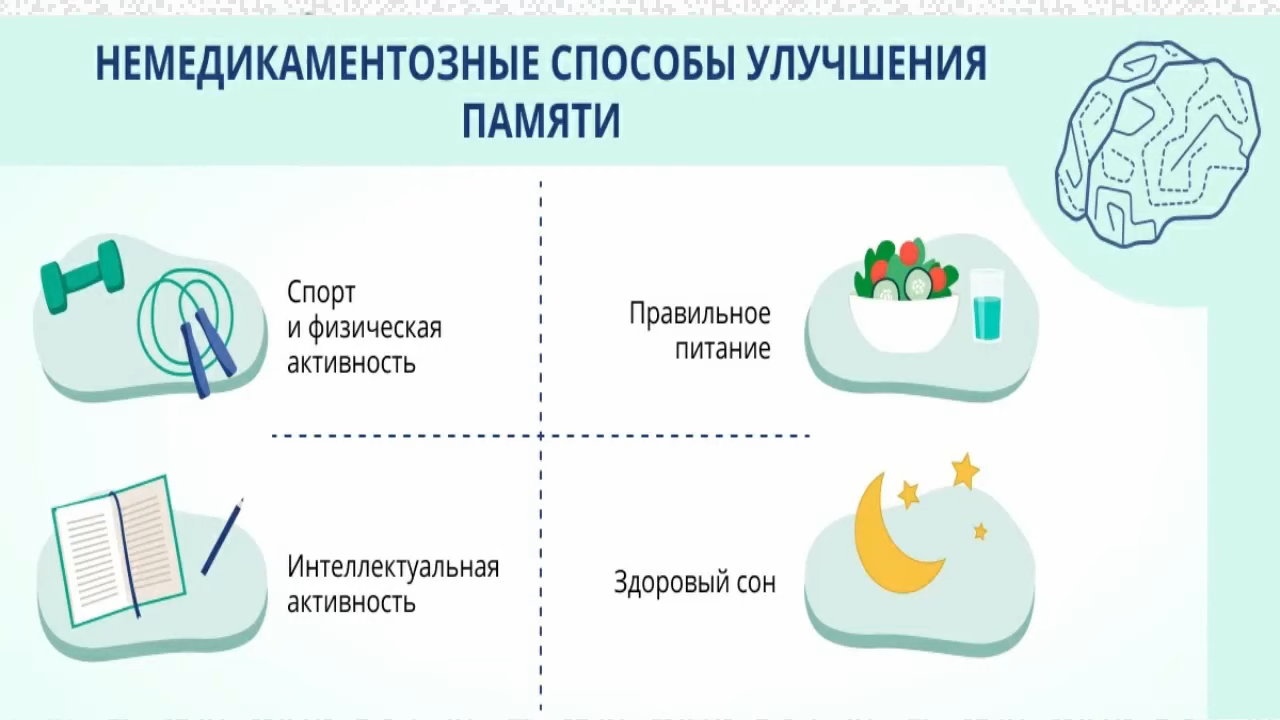 НЕМЕДИКАМЕНТОЗНЫЕ СПОСОБЫ УЛУЧШЕНИЯ
ПАМЯТИ
Спорт
и физическая
активность
Правильное
питание
Интеллектуальная
активность
Здоровый сон